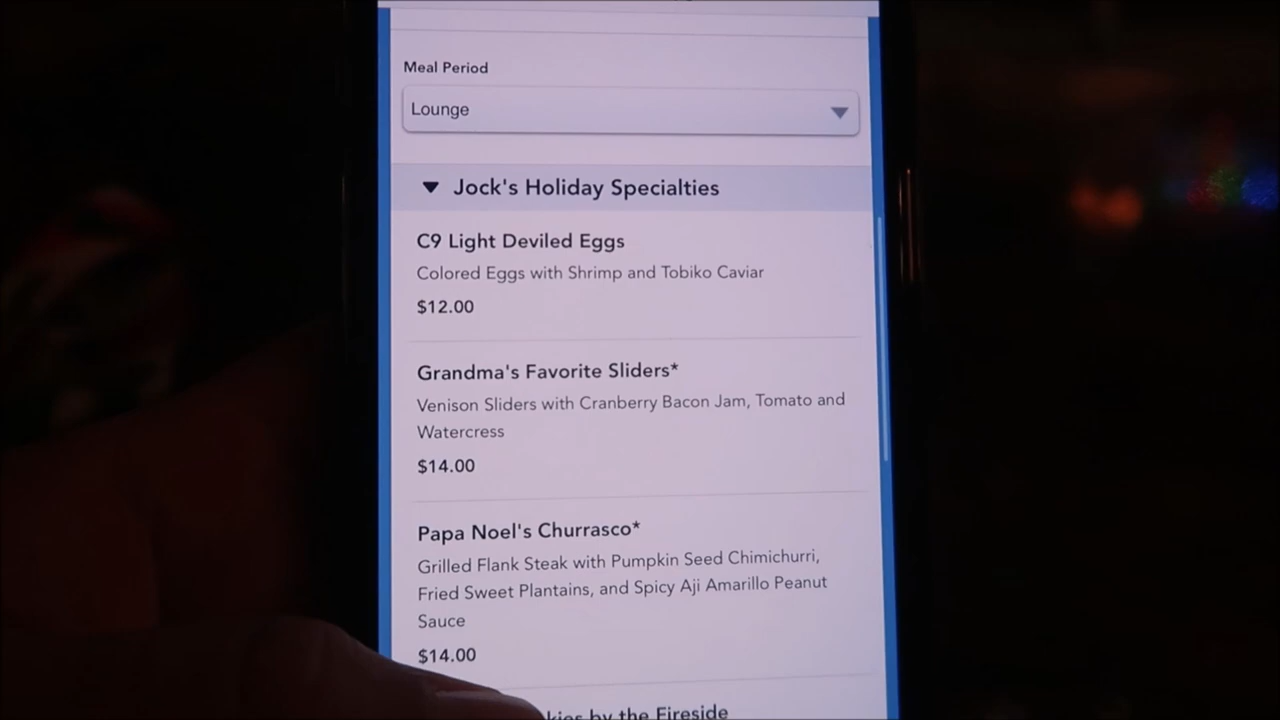 Meal Period
Lounge
Jock's Holiday Specialties
C9 Light Deviled Eggs
Colored Eggs with Shrimp and Tobiko Caviar
$12.00
Grandma's Favorite Sliders*
Venison Sliders with Cranberry Bacon Jam, Tomato and
Watercress
$14.00
Papa Noel's Churrasco*
Grilled Flank Steak with Pumpkin Seed Chimichurri,
Fried Sweet Plantains, and Spicy Aji Amarillo Peanut
Sauce
$14.00
by the Fireside